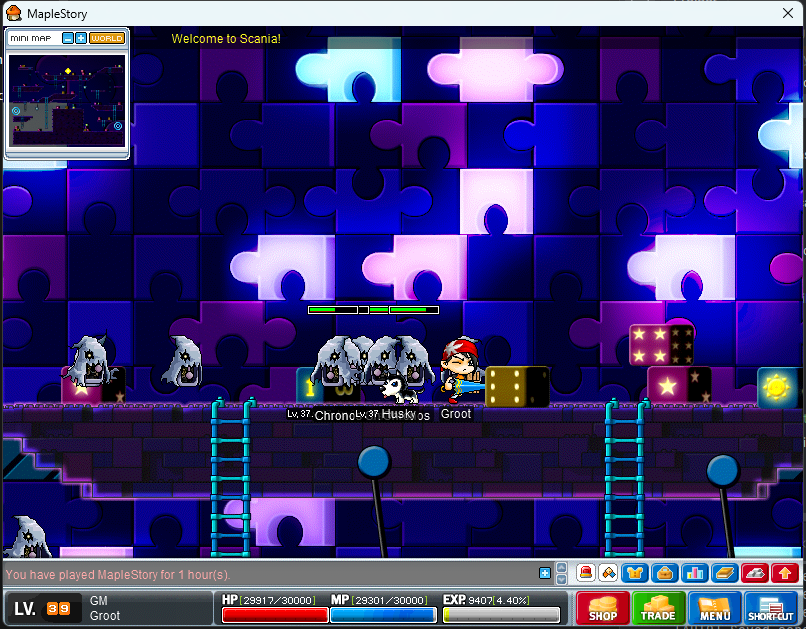 MapleStory
MINI MAP
WORLD
Welcome to Scania!
Lv. 37. Chrono
Lv. 37
Husky
os
Groot
You have played MapleStory for 1 hour(s).
LV. 39
GM
Groot
HP[29917/30000]
MP[29301/30000]
EXP. 9407[4.40%]
SHOP
TRADE
MENU
SHORTCUT